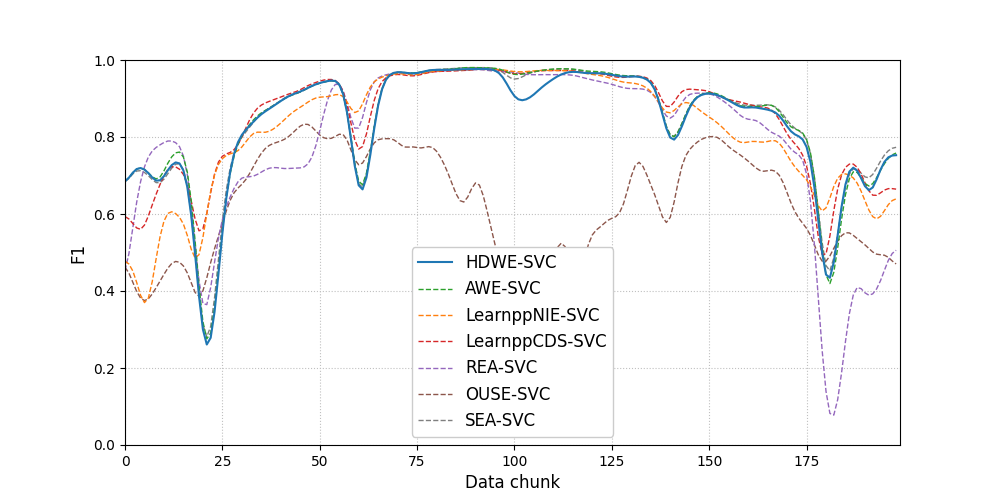 1.0
0.8
0.6
0.4
0.2
0.0
F1
HDWE-SVC
AWE-SVC
LearnppNIE-SVC
LearnppCDS-SVC
REA-SVC
OUSE-SVC
SEA-SVC
0 25 50 75 100 125 150 175
Data chunk